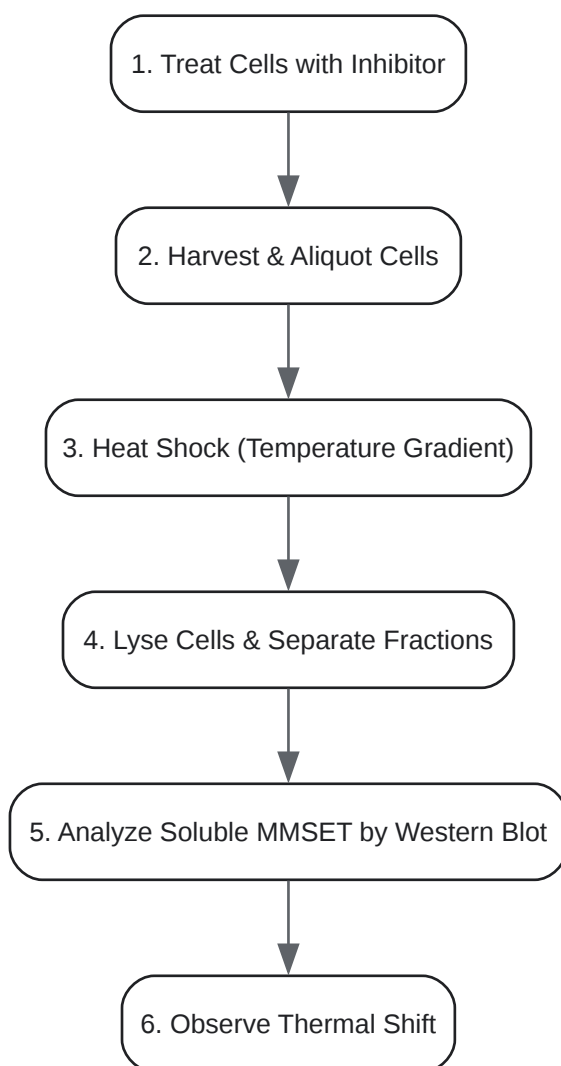 1. Treat Cells with Inhibitor
2. Harvest & Aliquot Cells
3. Heat Shock (Temperature Gradient)
4. Lyse Cells & Separate Fractions
5. Analyze Soluble MMSET by Western Blot
6. Observe Thermal Shift